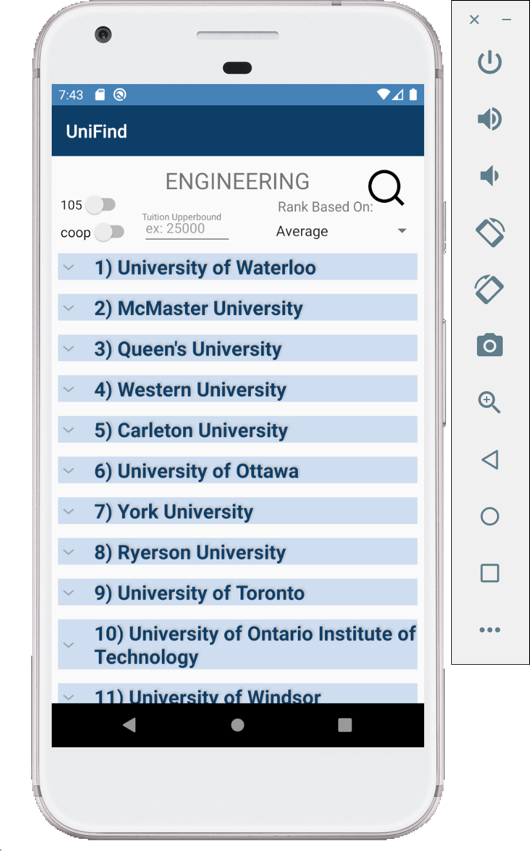 7:43
UniFind
ENGINEERING
105
Tuition Upperbound
Rank Based On:
coop
ex: 25000
Average
1) University of Waterloo
2) McMaster University
3) Queen's University
4) Western University
5) Carleton University
6) University of Ottawa
7) York University
8) Ryerson University
9) University of Toronto
10) University of Ontario Institute of
Technology
11) University of Windsor